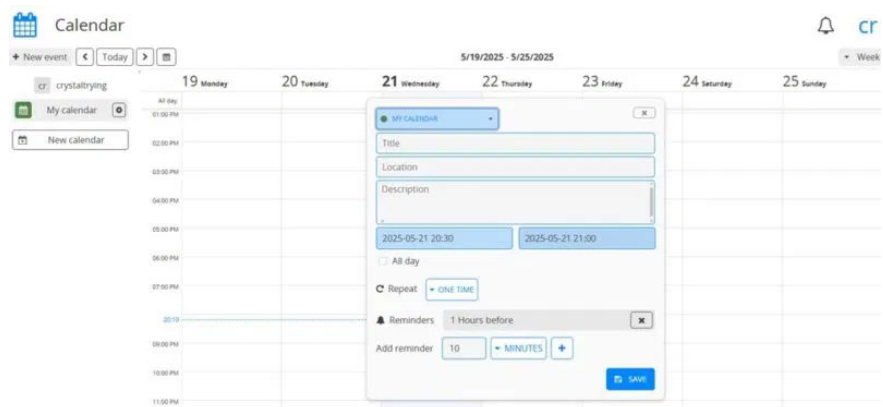 Calendar
cr
+ New event
Today
5/19/2025 - 5/25/2025
Week
cr crystaltrying
My calendar
New calendar
19 Monday 20 Tuesday 21 Wednesday 22 Thursday 23 Friday 24 Saturday 25 Sunday
All day
01:00 PM
02:00 PM
03:00 PM
04:00 PM
05:00 PM
06:00 PM
07:00 PM
20:13
09:00 PM
10:00 PM
11:00 PM
MY CALENDAR
Title
Location
Description
2025-05-21 20:30 2025-05-21 21:00
All day
Repeat ONE TIME
Reminders 1 Hours before
Add reminder 10 MINUTES +
SAVE